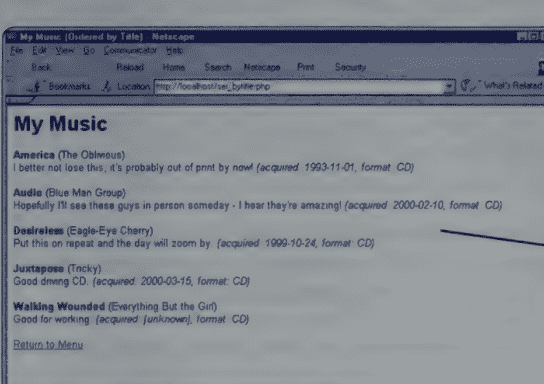 My Music (Ordered by Title) - Netscape
File Edit View Go Communicator Help
Back Reload Home Search Netscape Print Security
Bookmarks Location http://localhost/sel_bytitle.php What's Related
My Music
America (The Oblivious)
I better not lose this, it's probably out of print by now! (acquired: 1993-11-01, format: CD)
Audio (Blue Man Group)
Hopefully I'll see these guys in person someday - I hear they're amazing! (acquired: 2000-02-10, format: CD)
Desireless (Eagle-Eye Cherry)
Put this on repeat and the day will zoom by. (acquired: 1999-10-24, format: CD)
Juxtapose (Tricky)
Good driving CD. (acquired: 2000-03-15, format: CD)
Walking Wounded (Everything But the Girl)
Good for working. (acquired: [unknown], format: CD)
Return to Menu